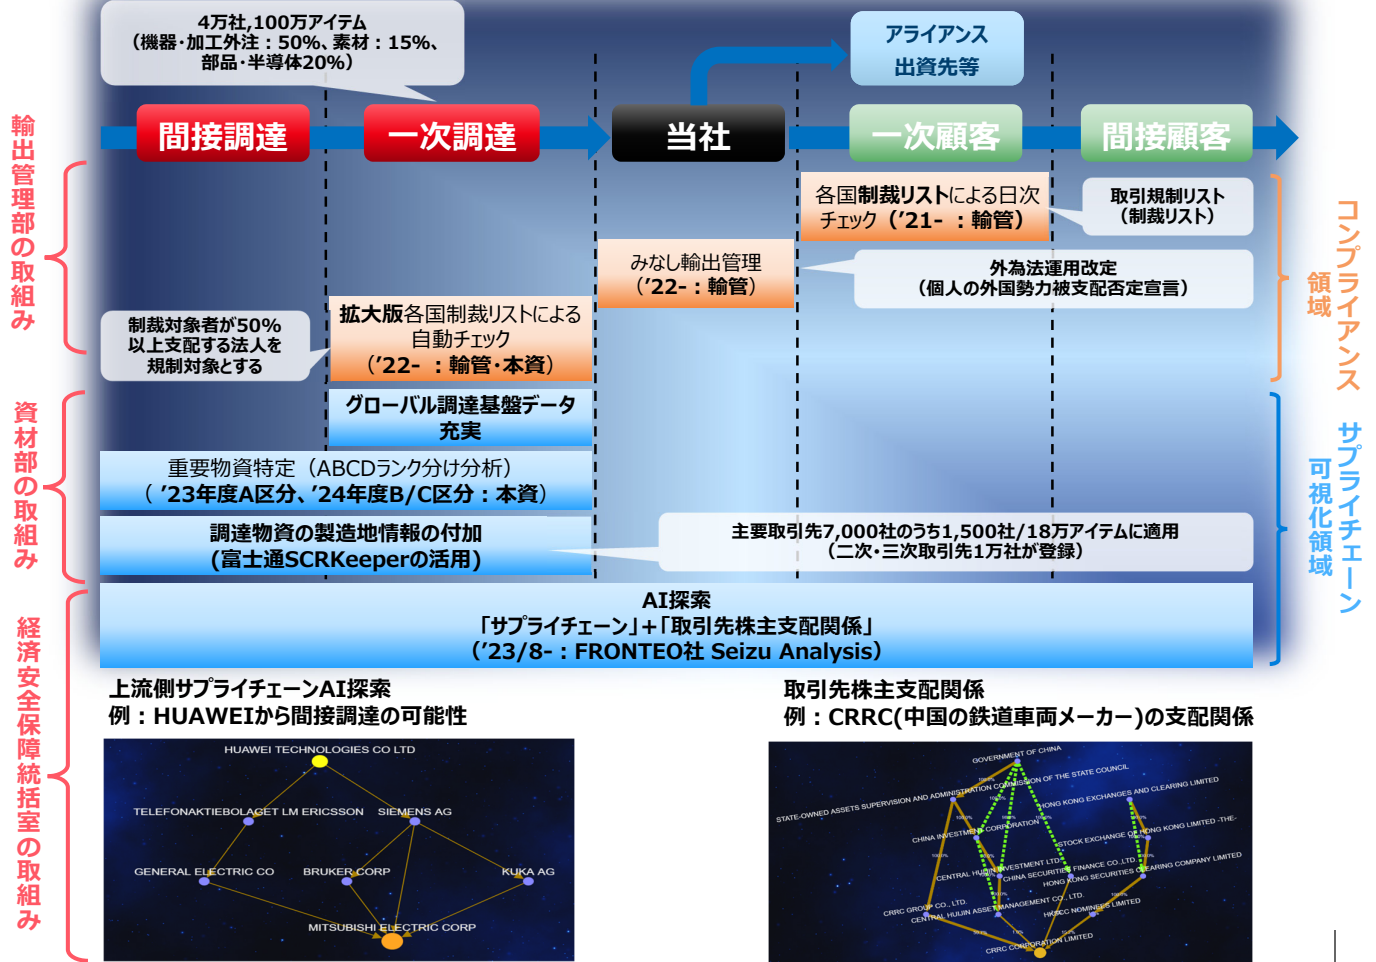 4万社,100万アイテム
（機器・加工外注：50%、素材：15%、
部品・半導体20%）
アライアンス
出資先等
間接調達
一次調達
当社
一次顧客
間接顧客
輸出管理部の取組み
各国制裁リストによる日次
チェック（’21-：輸管）
取引規制リスト
（制裁リスト）
みなし輸出管理
（’22-：輸管）
外為法運用改定
（個人の外国勢力被支配否定宣言）
コンプライアンス
領域
制裁対象者が50%
以上支配する法人を
規制対象とする
拡大版各国制裁リストによる
自動チェック
（’22-：輸管・本資）
資材部の取組み
グローバル調達基盤データ
充実
重要物資特定（ABCDランク分け分析）
（ ’23年度A区分、’24年度B/C区分：本資）
調達物資の製造地情報の付加
(富士通SCRKeeperの活用)
主要取引先7,000社のうち1,500社/18万アイテムに適用
（二次・三次取引先1万社が登録）
サプライチェーン
可視化領域
経済安全保障統括室の取組み
AI探索
「サプライチェーン」+「取引先株主支配関係」
（’23/8-：FRONTEO社 Seizu Analysis）
上流側サプライチェーンAI探索
例：HUAWEIから間接調達の可能性
HUAWEI TECHNOLOGIES CO LTD
TELEFONAKTIEBOLAGET LM ERICSSON
SIEMENS AG
GENERAL ELECTRIC CO
BRUKER CORP
KUKA AG
MITSUBISHI ELECTRIC CORP
取引先株主支配関係
例：CRRC(中国の鉄道車両メーカー)の支配関係
GOVERNMENT OF CHINA
STATE-OWNED ASSETS SUPERVISION AND ADMINISTRATION COMMISSION OF THE STATE COUNCIL
HONG KONG EXCHANGES AND CLEARING LIMITED
CHINA INVESTMENT CORPORATION
STOCK EXCHANGE OF HONG KONG LIMITED -THE-
CENTRAL HUIJIN INVESTMENT LTD.
CHINA SECURITIES FINANCE CO.,LTD.
HONG KONG SECURITIES CLEARING COMPANY LIMITED
CRRC GROUP CO., LTD.
CENTRAL HUIJIN ASSET MANAGEMENT CO., LTD.
HKSCC NOMINEES LIMITED
CRRC CORPORATION LIMITED